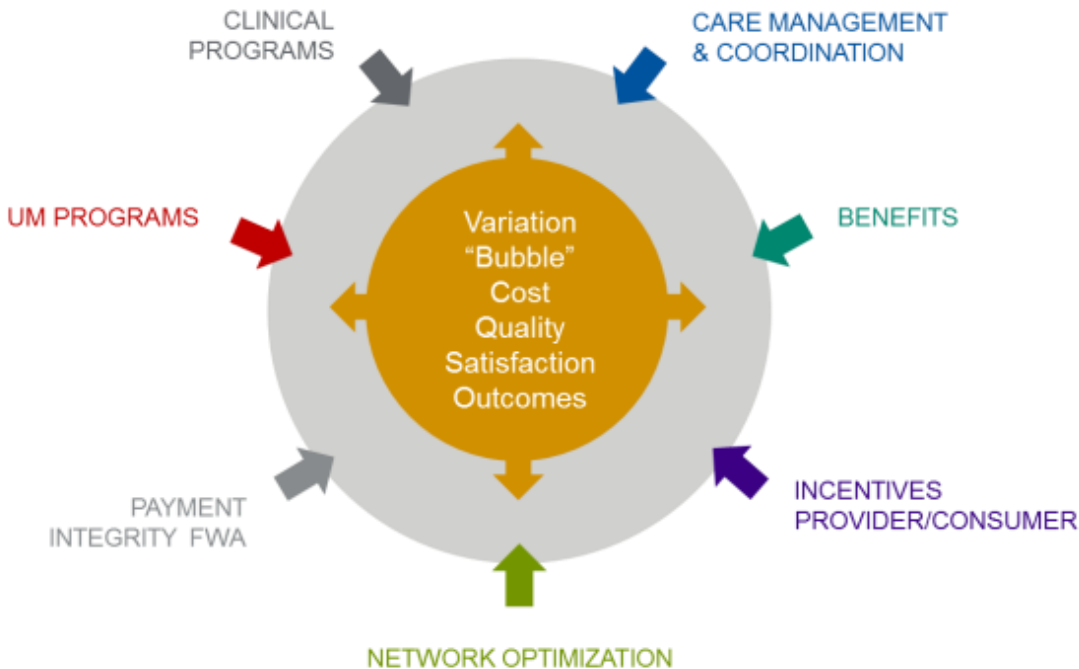 CLINICAL
PROGRAMS
CARE MANAGEMENT
& COORDINATION
UM PROGRAMS
BENEFITS
Variation
“Bubble”
Cost
Quality
Satisfaction
Outcomes
PAYMENT
INTEGRITY FWA
INCENTIVES
PROVIDER/CONSUMER
NETWORK OPTIMIZATION